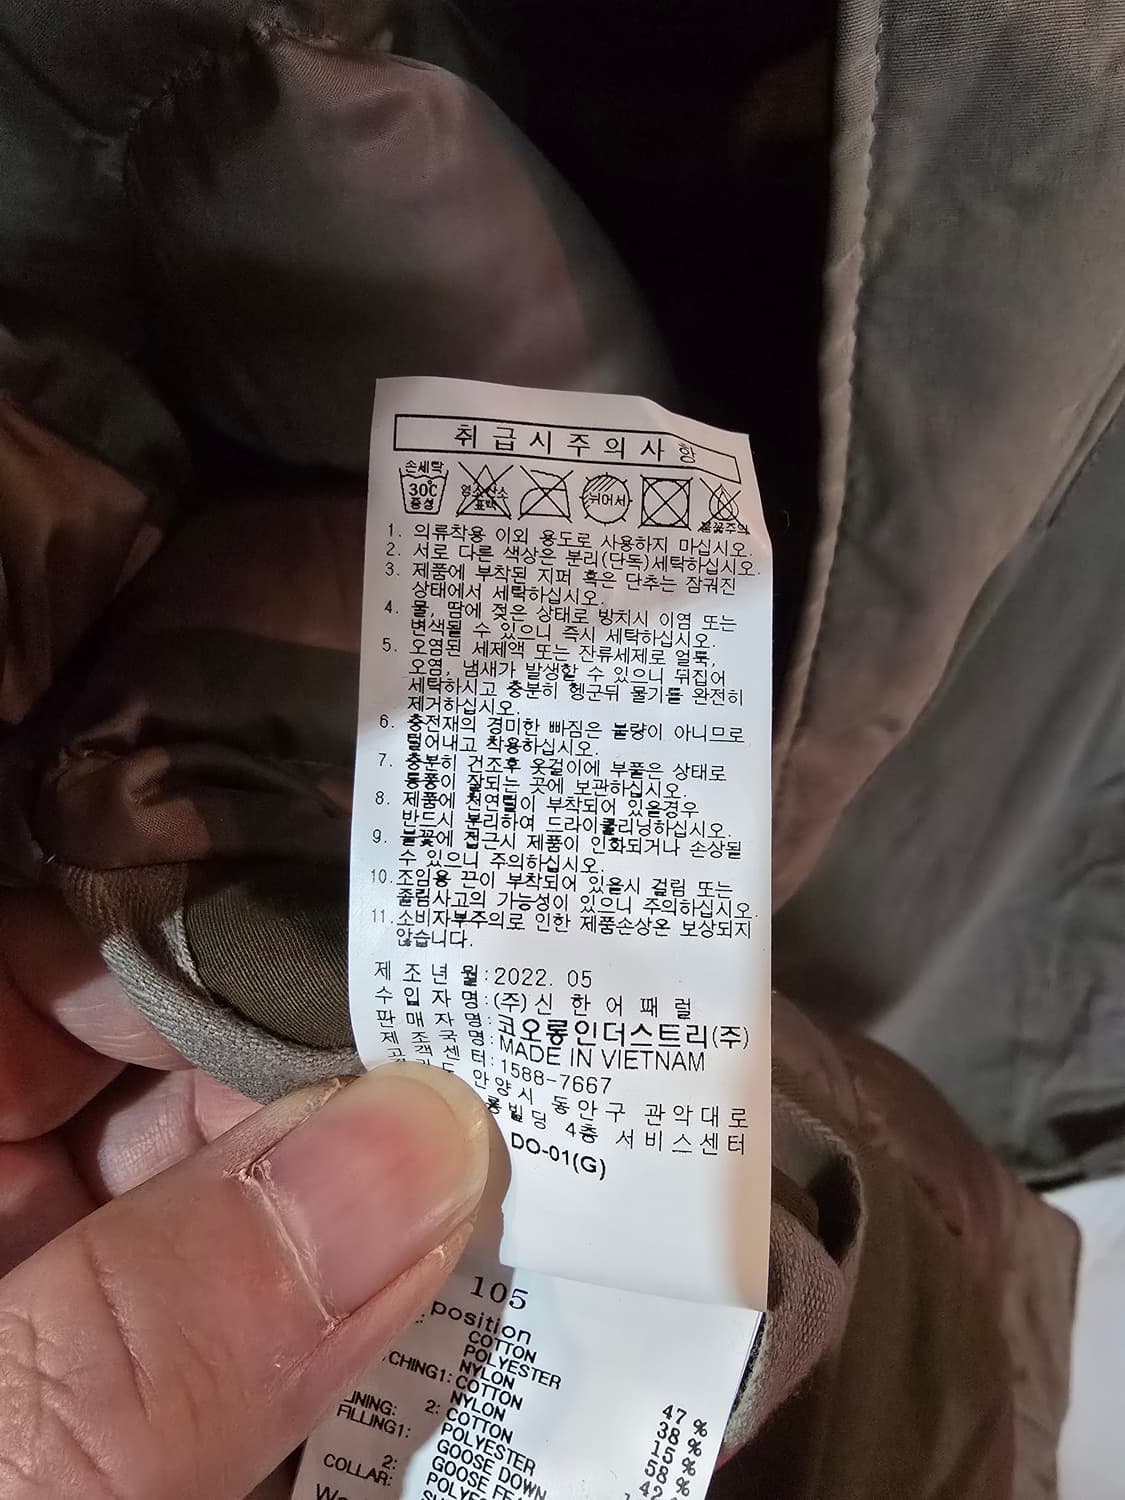 취급시주의사항
손세탁
30℃
중성
염소산소
표백
뉘어서
불꽃주의
1. 의류착용 이외 용도로 사용하지 마십시오.
2. 서로 다른 색상은 분리(단독)세탁하십시오.
3. 제품에 부착된 지퍼 혹은 단추는 잠궈진
상태에서 세탁하십시오.
4. 물, 땀에 젖은 상태로 방치시 이염 또는
변색될 수 있으니 즉시 세탁하십시오.
5. 오염된 세제액 또는 잔류세제로 얼룩,
오염, 냄새가 발생할 수 있으니 뒤집어
세탁하시고 충분히 헹군뒤 물기를 완전히
제거하십시오.
6. 충전재의 경미한 빠짐은 불량이 아니므로
털어내고 착용하십시오.
7. 충분히 건조후 옷걸이에 부풀은 상태로
통풍이 잘되는 곳에 보관하십시오.
8. 제품에 천연털이 부착되어 있을경우
반드시 분리하여 드라이클리닝하십시오.
9. 불꽃에 접근시 제품이 인화되거나 손상될
수 있으니 주의하십시오.
10. 조임용 끈이 부착되어 있을시 걸림 또는
졸림사고의 가능성이 있으니 주의하십시오.
11. 소비자부주의로 인한 제품손상은 보상되지
않습니다.
제조년월:2022. 05
수입자명:(주)신한어패럴
판매자명:코오롱인더스트리(주)
제조국명:MADE IN VIETNAM
고객센터:1588-7667
안양시 동안구 관악대로
빌딩 4층 서비스센터
DO-01(G)
105
position
COTTON 47 %
POLYESTER 38 %
NYLON 15 %
CHING1: COTTON 58 %
NYLON 42
2: COTTON
POLYESTER
FILLING1: GOOSE DOWN
2: GOOSE
COLLAR: